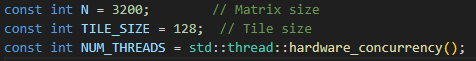 const int N = 3200;         // Matrix size
const int TILE_SIZE = 128;  // Tile size
const int NUM_THREADS = std::thread::hardware_concurrency();